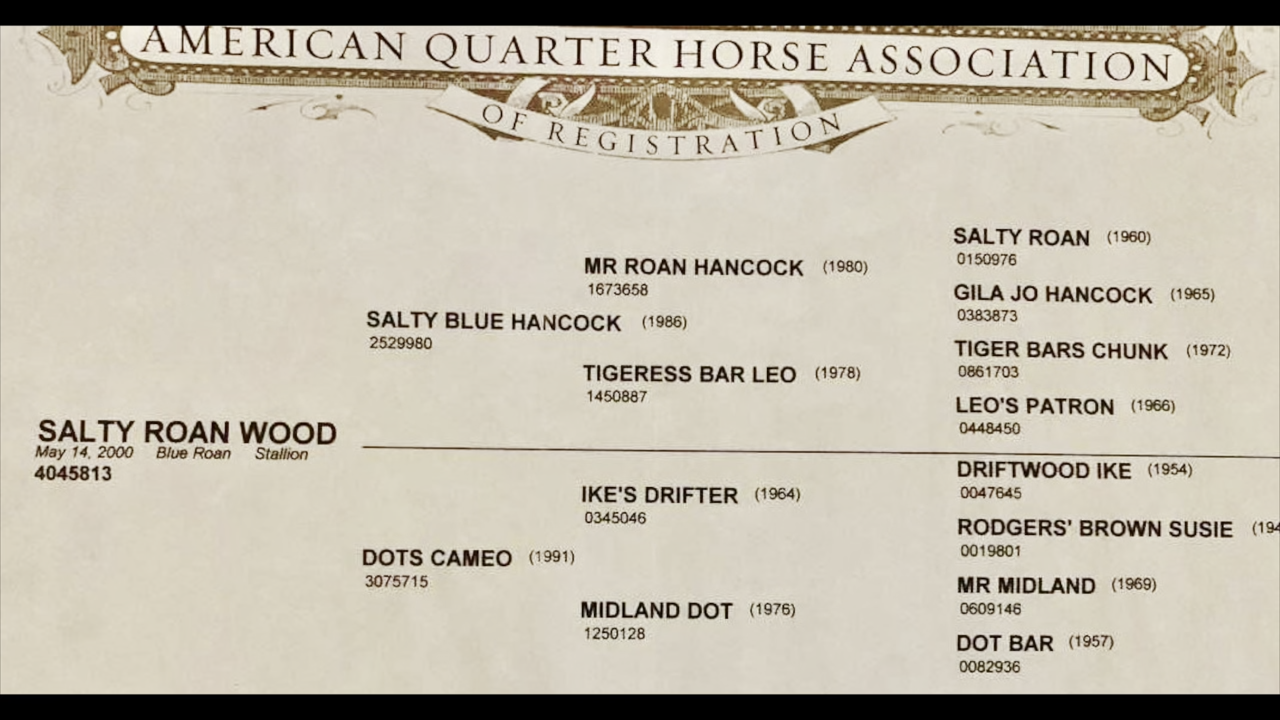 AMERICAN QUARTER HORSE ASSOCIATION
OF REGISTRATION
SALTY ROAN (1960)
0150976
MR ROAN HANCOCK (1980)
1673658
GILA JO HANCOCK (1965)
0383873
SALTY BLUE HANCOCK (1986)
2529980
TIGER BARS CHUNK (1972)
0861703
TIGERESS BAR LEO (1978)
1450887
LEO'S PATRON (1966)
0448450
SALTY ROAN WOOD
May 14, 2000 Blue Roan Stallion
4045813
DRIFTWOOD IKE (1954)
0047645
IKE'S DRIFTER (1964)
0345046
RODGERS' BROWN SUSIE
0019801
DOTS CAMEO (1991)
3075715
MR MIDLAND (1969)
0609146
MIDLAND DOT (1976)
1250128
DOT BAR (1957)
0082936